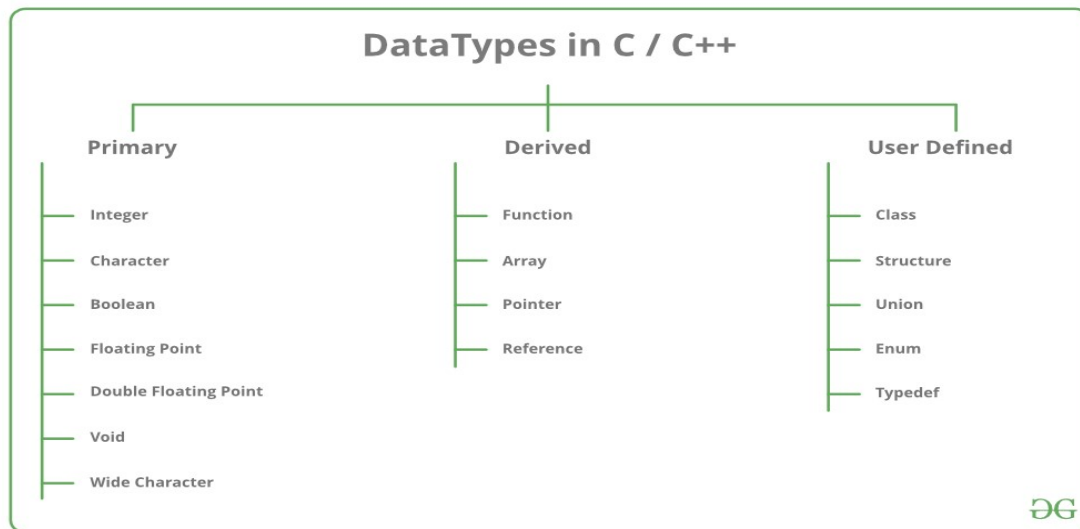 DataTypes in C / C++
Primary
Integer
Character
Boolean
Floating Point
Double Floating Point
Void
Wide Character
Derived
Function
Array
Pointer
Reference
User Defined
Class
Structure
Union
Enum
Typedef